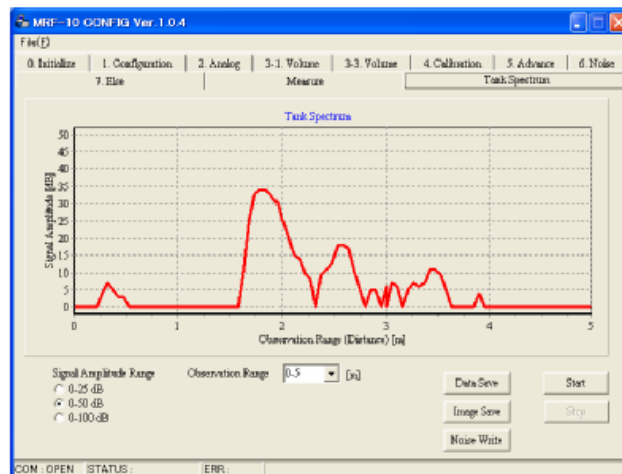 MRF-10 CONFIG Ver.1.0.4
File(F)
0. Initialize 1. Configuration 2. Analog 3-1. Volume 3-3. Volume 4. Calibration 5. Advance 6. Noise
7. Else Measure Tank Spectrum
Tank Spectrum
Signal Amplitude [dB]
50
45
40
35
30
25
20
15
10
5
0
0 1 2 3 4 5
Observation Range (Distance) [m]
Signal Amplitude Range
0-25 dB
0-50 dB
0-100 dB
Observation Range 0-5 [m]
Data Save Start
Image Save Stop
Noise Write
COM : OPEN STATUS : ERR :